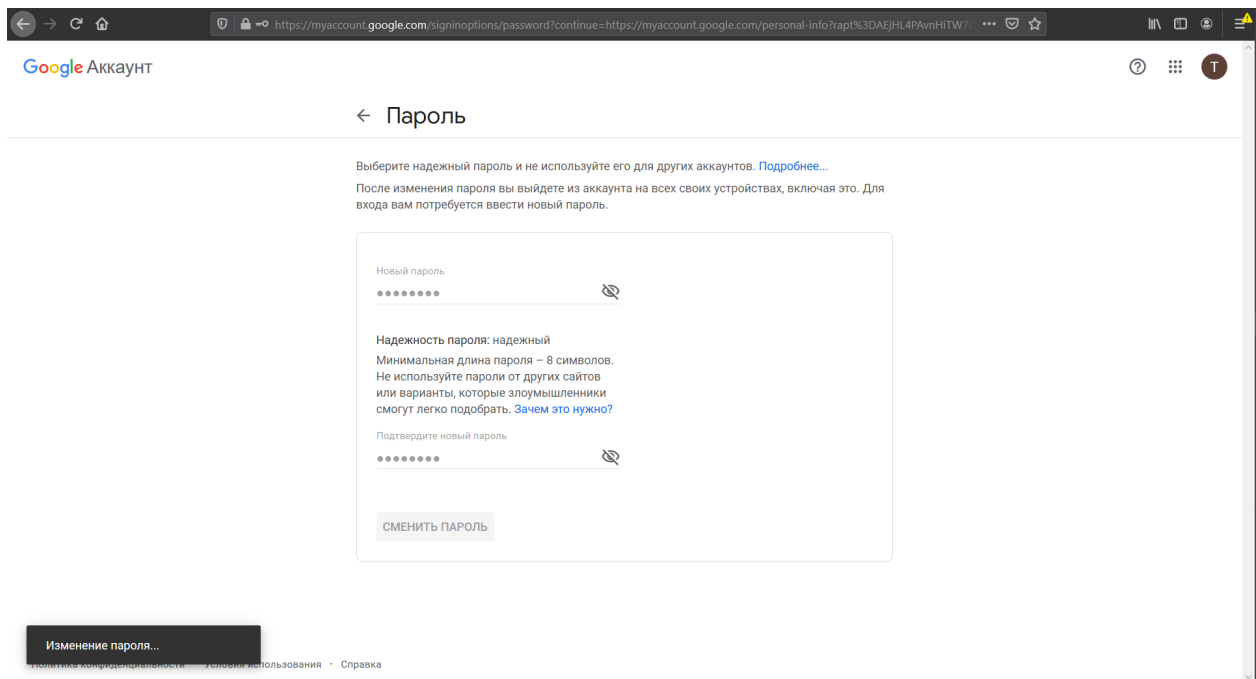 https://myaccount.google.com/signinoptions/password?continue=https://myaccount.google.com/personal-info?rapt%3DAEjHL4PAvnHiTW7C
Google Аккаунт
T
Пароль
Выберите надежный пароль и не используйте его для других аккаунтов. Подробнее...
После изменения пароля вы выйдете из аккаунта на всех своих устройствах, включая это. Для
входа вам потребуется ввести новый пароль.
Новый пароль
Надежность пароля: надежный
Минимальная длина пароля – 8 символов.
Не используйте пароли от других сайтов
или варианты, которые злоумышленники
смогут легко подобрать. Зачем это нужно?
Подтвердите новый пароль
СМЕНИТЬ ПАРОЛЬ
Изменение пароля...
Политика конфиденциальности · Условия использования · Справка